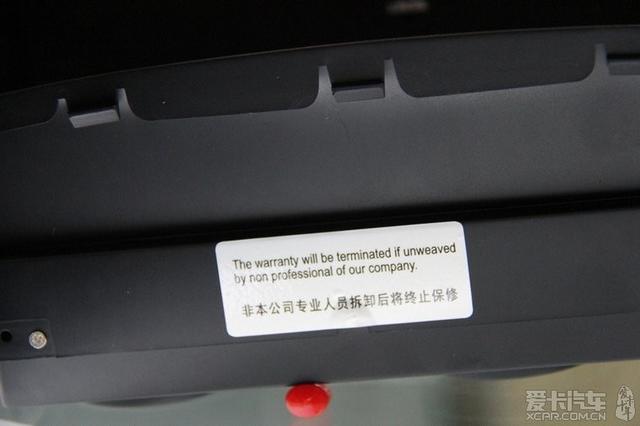 The warranty will be terminated if unweaved
by non professional of our company.
非本公司专业人员拆卸后将终止保修
爱卡汽车
XCAR.COM.CN